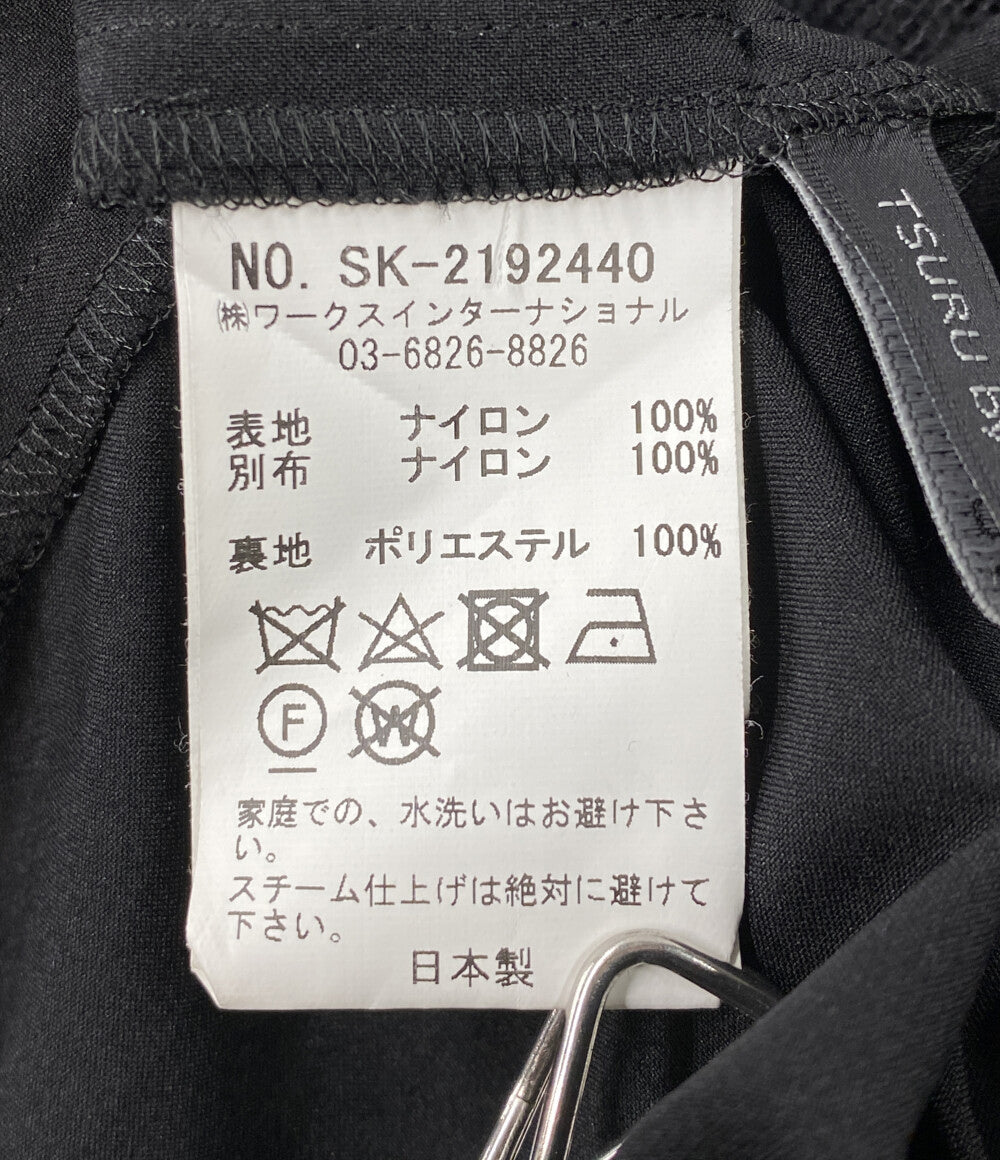 NO. SK-2192440
㈱ワークスインターナショナル
03-6826-8826
表地 ナイロン 100%
別布 ナイロン 100%
裏地 ポリエステル 100%
F W
家庭での、水洗いはお避け下さ
い。
スチーム仕上げは絶対に避けて
下さい。
日本製
TSURU